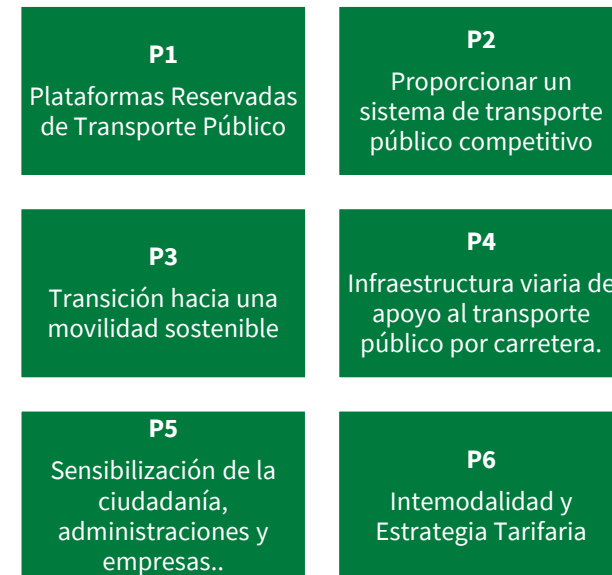 P1
Plataformas Reservadas
de Transporte Público
P2
Proporcionar un
sistema de transporte
público competitivo
P3
Transición hacia una
movilidad sostenible
P4
Infraestructura viaria de
apoyo al transporte
público por carretera.
P5
Sensibilización de la
ciudadanía,
administraciones y
empresas..
P6
Intemodalidad y
Estrategia Tarifaria